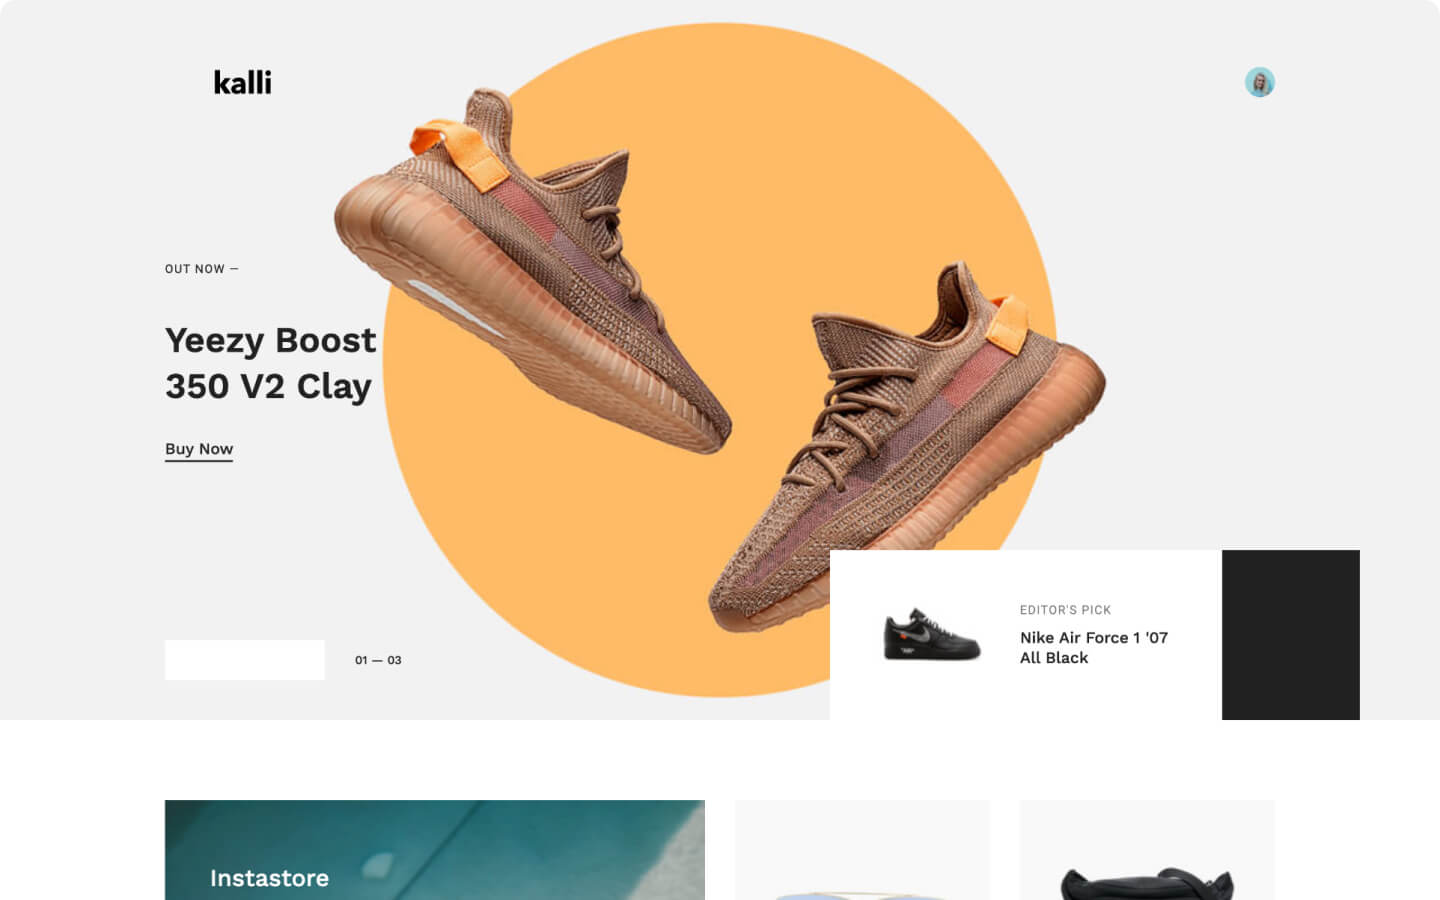 kalli
OUT NOW —
Yeezy Boost
350 V2 Clay
Buy Now
01 — 03
EDITOR'S PICK
Nike Air Force 1 '07
All Black
Instastore